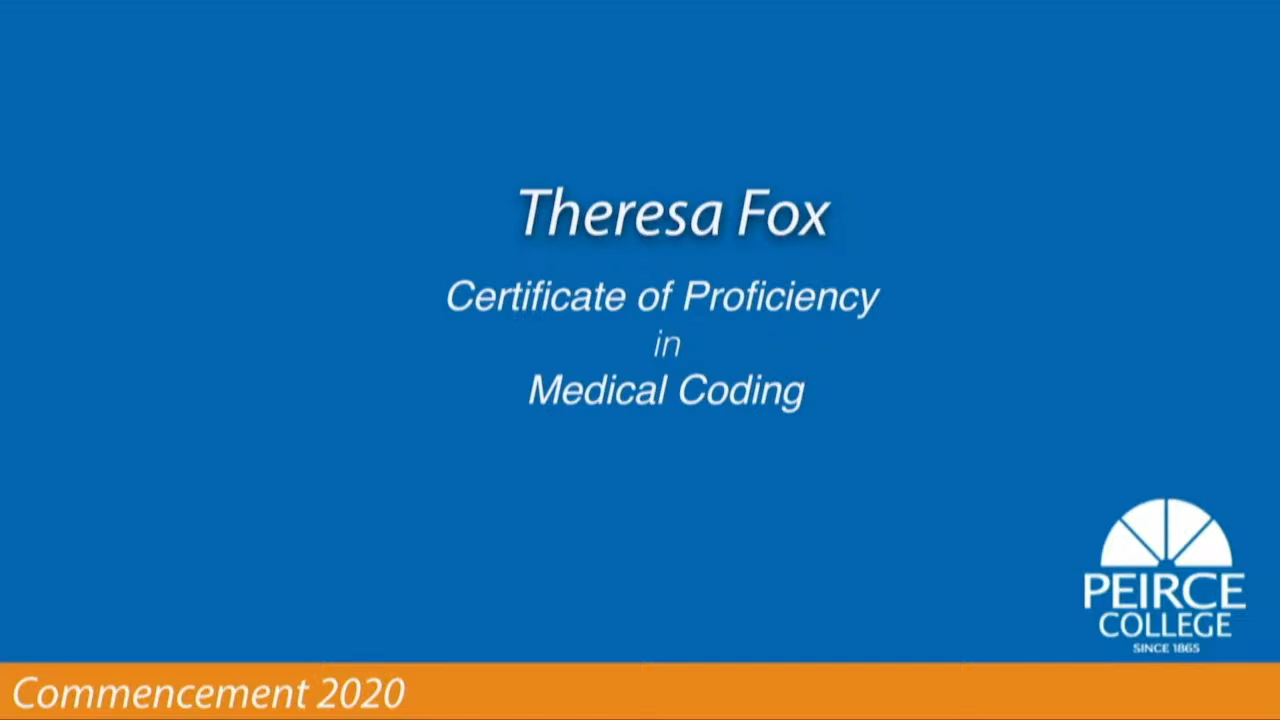 Theresa Fox
Certificate of Proficiency
in
Medical Coding
PEIRCE
COLLEGE
SINCE 1865
Commencement 2020